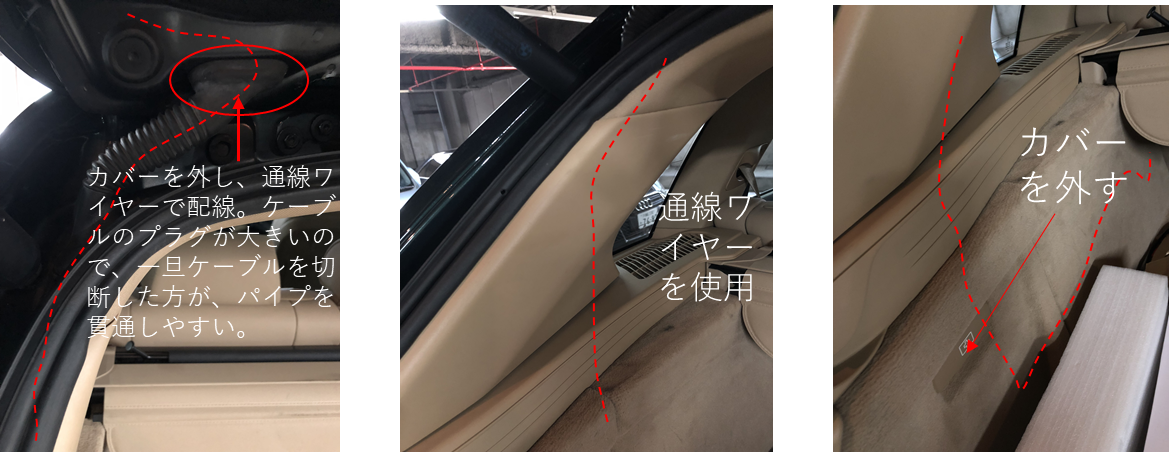 カバーを外し、通線ワ
イヤーで配線。ケーブ
ルのプラグが大きいの
で、一旦ケーブルを切
断した方が、パイプを
貫通しやすい。
通線ワ
イヤー
を使用
カバー
を外す